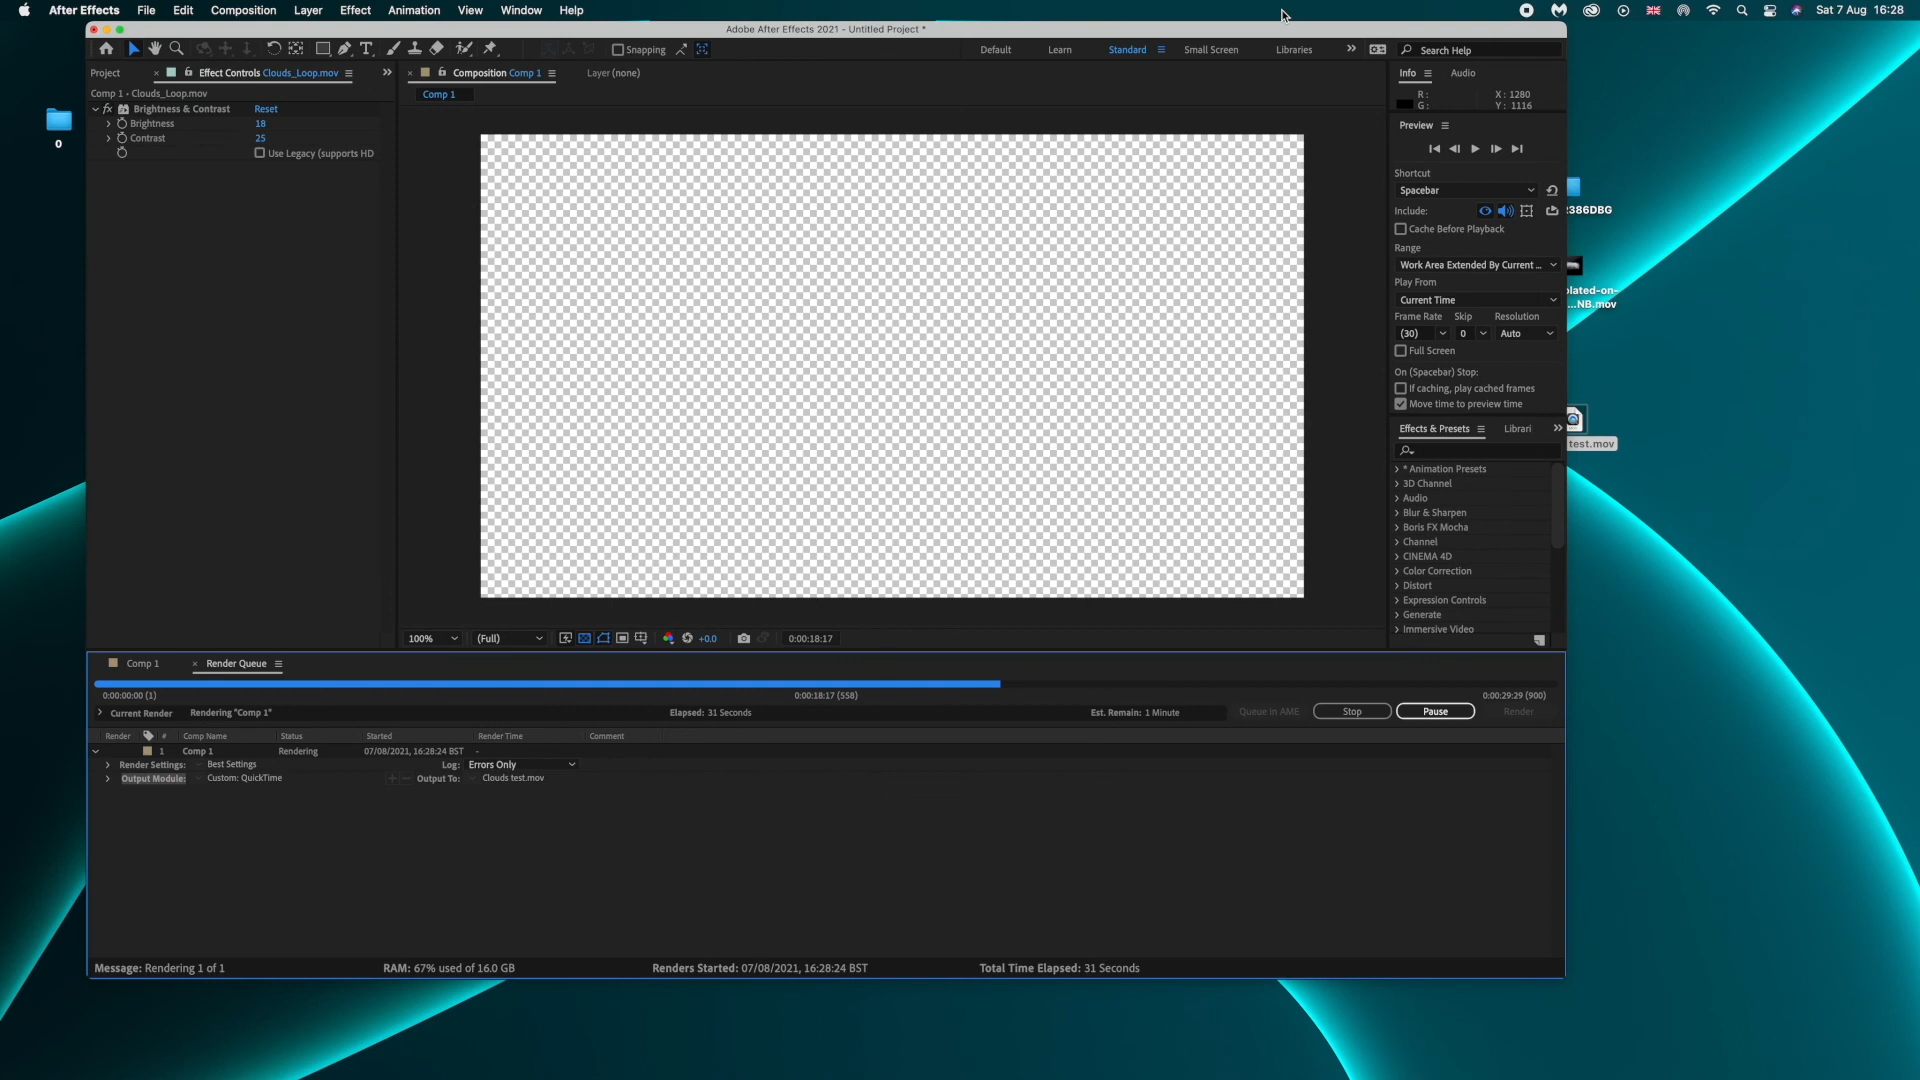 After Effects File Edit Composition Layer Effect Animation View Window Help Sat 7 Aug 16:28
Adobe After Effects 2021 - Untitled Project *
Snapping Default Learn Standard Small Screen Libraries Search Help
Project Effect Controls Clouds_Loop.mov
Comp 1 • Clouds_Loop.mov
fx Brightness & Contrast Reset
Brightness 18
Contrast 25
Use Legacy (supports HD
0
Composition Comp 1 Layer (none)
Comp 1
100% (Full) +0.0 0:00:18:17
Info Audio
R: X: 1280
G: Y: 1116
Preview
Shortcut
Spacebar
Include:
Cache Before Playback
Range
Work Area Extended By Current ...
Play From
Current Time
Frame Rate Skip Resolution
(30) 0 Auto
Full Screen
On (Spacebar) Stop:
If caching, play cached frames
Move time to preview time
Effects & Presets Librari
* Animation Presets
3D Channel
Audio
Blur & Sharpen
Boris FX Mocha
Channel
CINEMA 4D
Color Correction
Distort
Expression Controls
Generate
Immersive Video
386DBG
lated-on-
...NB.mov
test.mov
Comp 1 Render Queue
0:00:00:00 (1) 0:00:18:17 (558) 0:00:29:29 (900)
Current Render Rendering "Comp 1" Elapsed: 31 Seconds Est. Remain: 1 Minute Queue in AME Stop Pause Render
Render # Comp Name Status Started Render Time Comment
1 Comp 1 Rendering 07/08/2021, 16:28:24 BST -
Render Settings: Best Settings Log: Errors Only
Output Module: Custom: QuickTime + - Output To: Clouds test.mov
Message: Rendering 1 of 1 RAM: 67% used of 16.0 GB Renders Started: 07/08/2021, 16:28:24 BST Total Time Elapsed: 31 Seconds